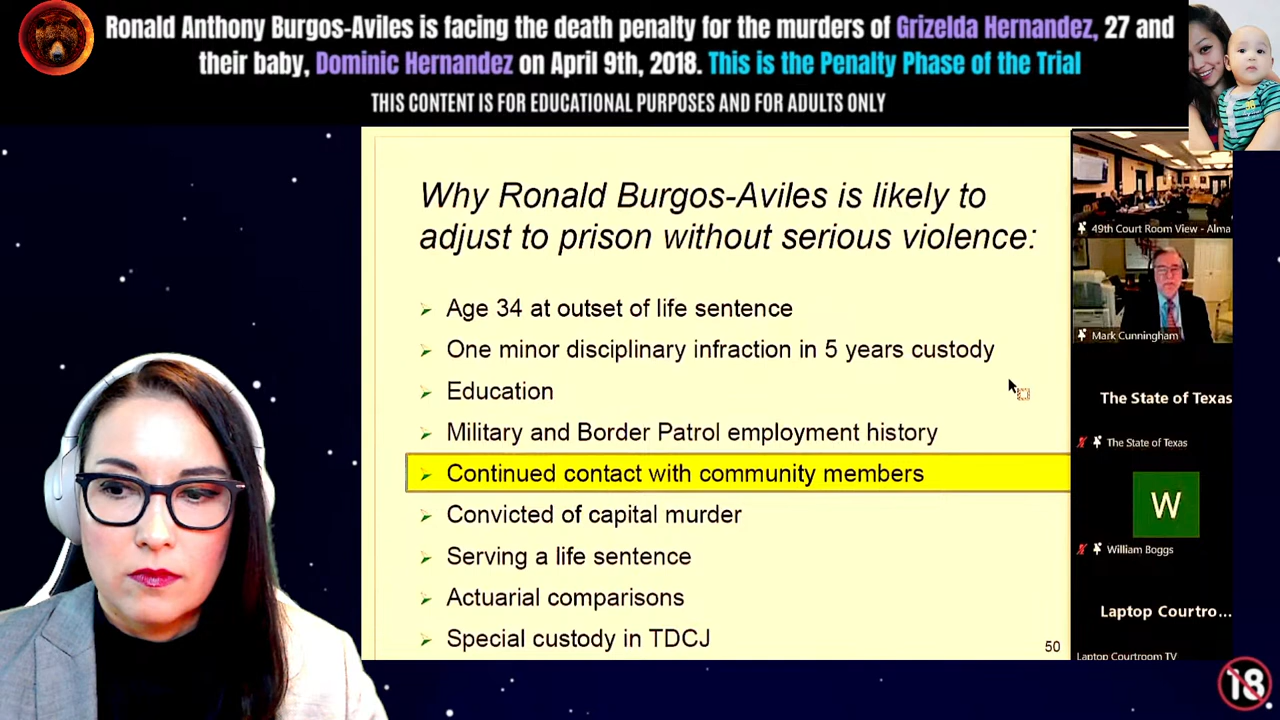 Ronald Anthony Burgos-Aviles is facing the death penalty for the murders of Grizelda Hernandez, 27 and
their baby, Dominic Hernandez on April 9th, 2018. This is the Penalty Phase of the Trial
THIS CONTENT IS FOR EDUCATIONAL PURPOSES AND FOR ADULTS ONLY
Why Ronald Burgos-Aviles is likely to
adjust to prison without serious violence:
Age 34 at outset of life sentence
One minor disciplinary infraction in 5 years custody
Education
Military and Border Patrol employment history
Continued contact with community members
Convicted of capital murder
Serving a life sentence
Actuarial comparisons
Special custody in TDCJ
50
49th Court Room View - Alma
Mark Cunningham
The State of Texas
The State of Texas
W
William Boggs
Laptop Courtro...
Laptop Courtroom TV
18